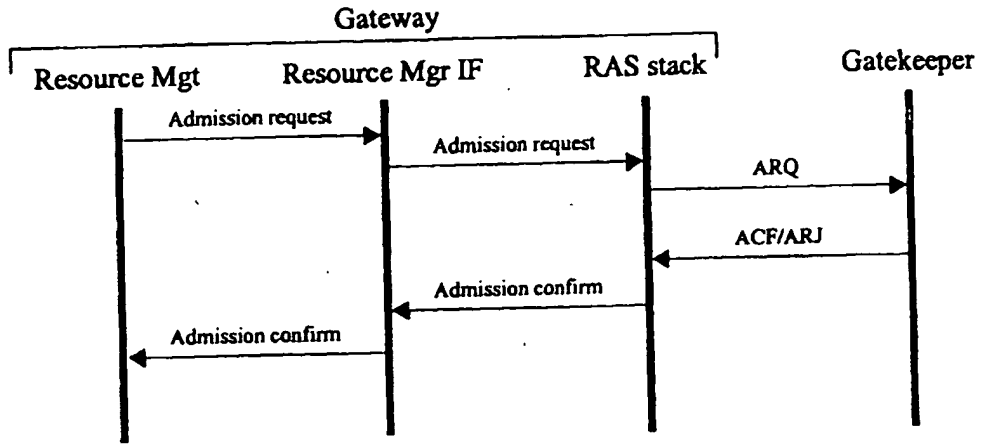 Gateway
Resource Mgt
Resource Mgr IF
RAS stack
Gatekeeper
Admission request
Admission request
ARQ
ACF/ARJ
Admission confirm
Admission confirm